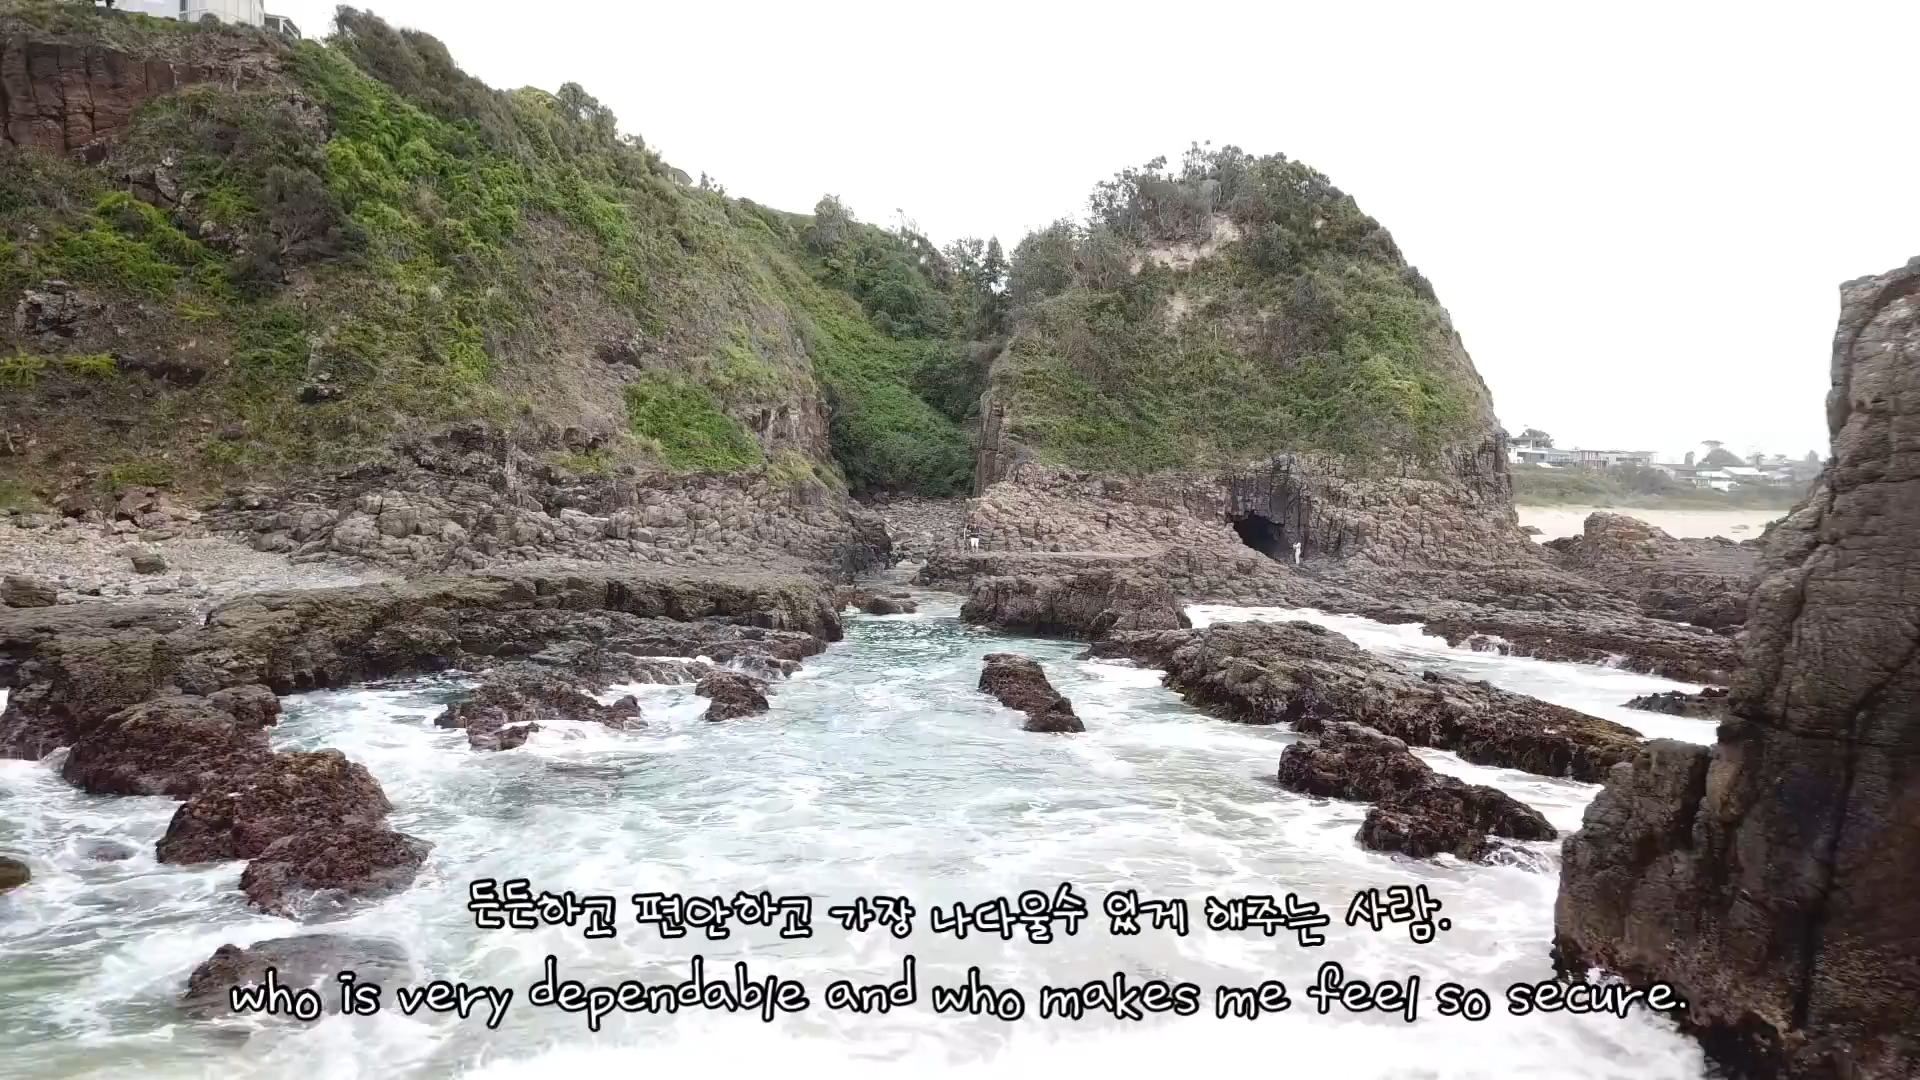 든든하고 편안하고 가장 나다울수 있게 해주는 사람.
who is very dependable and who makes me feel so secure.